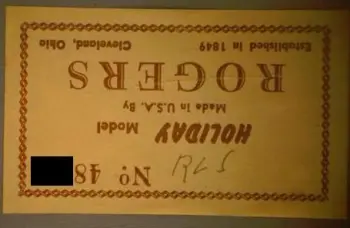 RLS
No. 48
HOLIDAY Model
Made in U.S.A. By
ROGERS
Established in 1849 Cleveland, Ohio